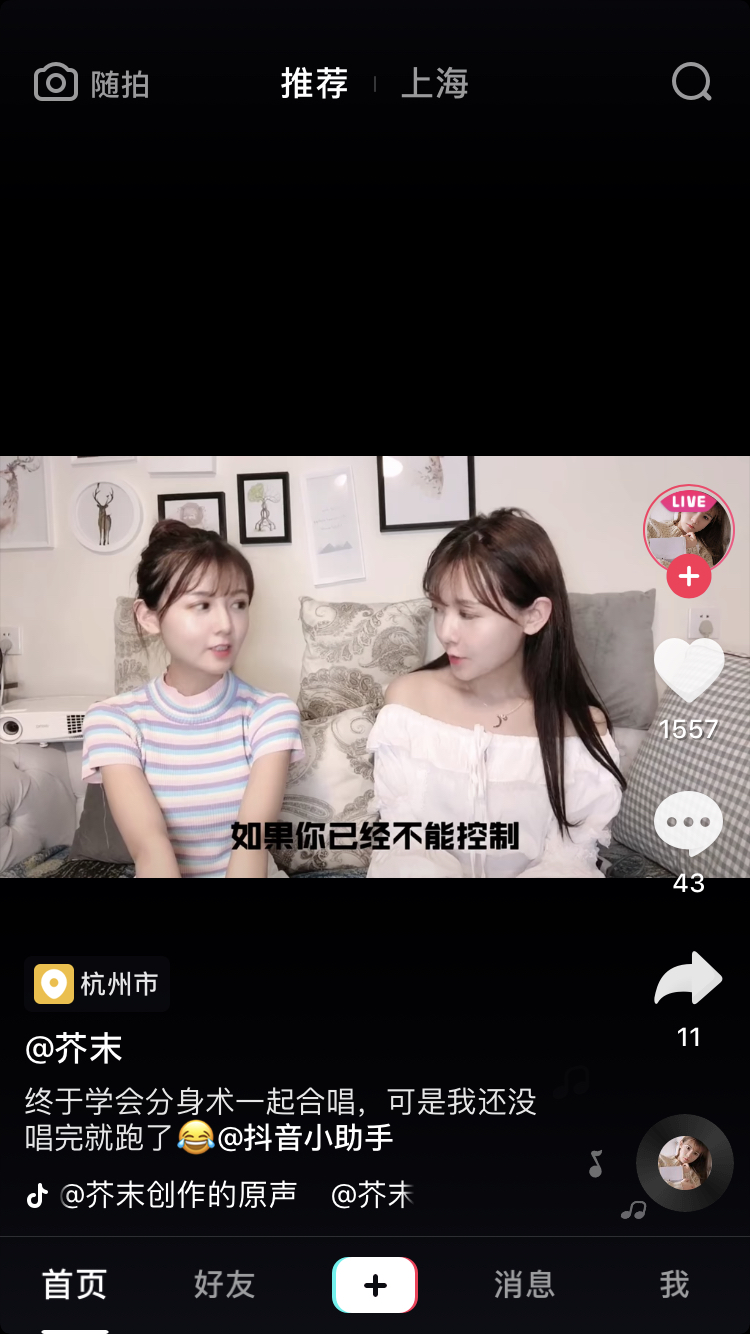 随拍 推荐 上海
LIVE
1557
如果你已经不能控制
43
杭州市
11
@芥末
终于学会分身术一起合唱，可是我还没
唱完就跑了😂@抖音小助手
@芥末创作的原声 @芥末
首页 好友 消息 我